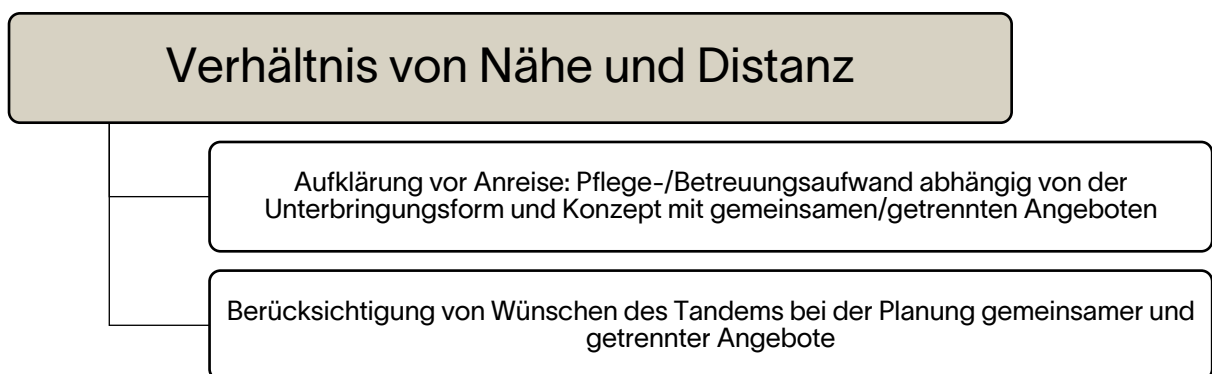 Verhältnis von Nähe und Distanz
Aufklärung vor Anreise: Pflege-/Betreuungsaufwand abhängig von der
Unterbringungsform und Konzept mit gemeinsamen/getrennten Angeboten
Berücksichtigung von Wünschen des Tandems bei der Planung gemeinsamer und
getrennter Angebote